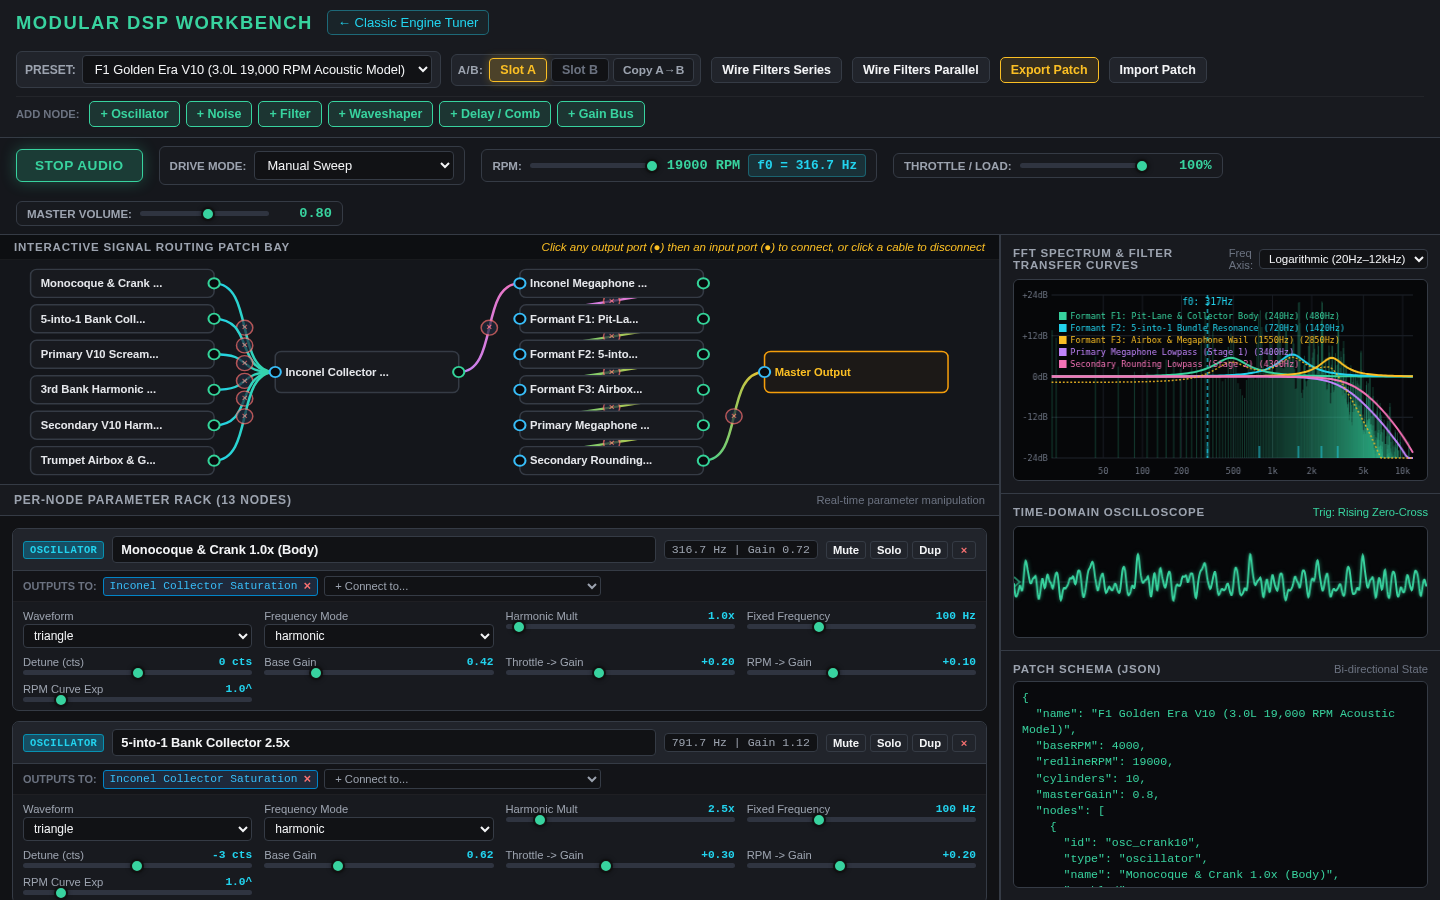 MODULAR DSP WORKBENCH
← Classic Engine Tuner
PRESET: F1 Golden Era V10 (3.0L 19,000 RPM Acoustic Model)
A/B: Slot A Slot B Copy A→B
Wire Filters Series
Wire Filters Parallel
Export Patch
Import Patch
ADD NODE: + Oscillator + Noise + Filter + Waveshaper + Delay / Comb + Gain Bus
STOP AUDIO
DRIVE MODE: Manual Sweep
RPM: 19000 RPM f0 = 316.7 Hz
THROTTLE / LOAD: 100%
MASTER VOLUME: 0.80
INTERACTIVE SIGNAL ROUTING PATCH BAY
Click any output port (●) then an input port (●) to connect, or click a cable to disconnect
Monocoque & Crank ...
5-into-1 Bank Coll...
Primary V10 Scream...
3rd Bank Harmonic ...
Secondary V10 Harm...
Trumpet Airbox & G...
Inconel Collector ...
Inconel Megaphone ...
Formant F1: Pit-La...
Formant F2: 5-into...
Formant F3: Airbox...
Primary Megaphone ...
Secondary Rounding...
Master Output
PER-NODE PARAMETER RACK (13 NODES)
Real-time parameter manipulation
OSCILLATOR
Monocoque & Crank 1.0x (Body)
316.7 Hz | Gain 0.72
Mute Solo Dup ×
OUTPUTS TO: Inconel Collector Saturation × + Connect to...
Waveform
triangle
Frequency Mode
harmonic
Harmonic Mult 1.0x
Fixed Frequency 100 Hz
Detune (cts) 0 cts
Base Gain 0.42
Throttle -> Gain +0.20
RPM -> Gain +0.10
RPM Curve Exp 1.0^
OSCILLATOR
5-into-1 Bank Collector 2.5x
791.7 Hz | Gain 1.12
Mute Solo Dup ×
OUTPUTS TO: Inconel Collector Saturation × + Connect to...
Waveform
triangle
Frequency Mode
harmonic
Harmonic Mult 2.5x
Fixed Frequency 100 Hz
Detune (cts) -3 cts
Base Gain 0.62
Throttle -> Gain +0.30
RPM -> Gain +0.20
RPM Curve Exp 1.0^
FFT SPECTRUM & FILTER
TRANSFER CURVES
Freq
Axis:
Logarithmic (20Hz–12kHz)
+24dB
+12dB
0dB
-12dB
-24dB
f0: 317Hz
Formant F1: Pit-Lane & Collector Body (240Hz) (480Hz)
Formant F2: 5-into-1 Bundle Resonance (720Hz) (1420Hz)
Formant F3: Airbox & Megaphone Wail (1550Hz) (2850Hz)
Primary Megaphone Lowpass (Stage 1) (3400Hz)
Secondary Rounding Lowpass (Stage 2) (4300Hz)
50 100 200 500 1k 2k 5k 10k
TIME-DOMAIN OSCILLOSCOPE
Trig: Rising Zero-Cross
PATCH SCHEMA (JSON)
Bi-directional State
{
"name": "F1 Golden Era V10 (3.0L 19,000 RPM Acoustic
Model)",
"baseRPM": 4000,
"redlineRPM": 19000,
"cylinders": 10,
"masterGain": 0.8,
"nodes": [
{
"id": "osc_crank10",
"type": "oscillator",
"name": "Monocoque & Crank 1.0x (Body)",